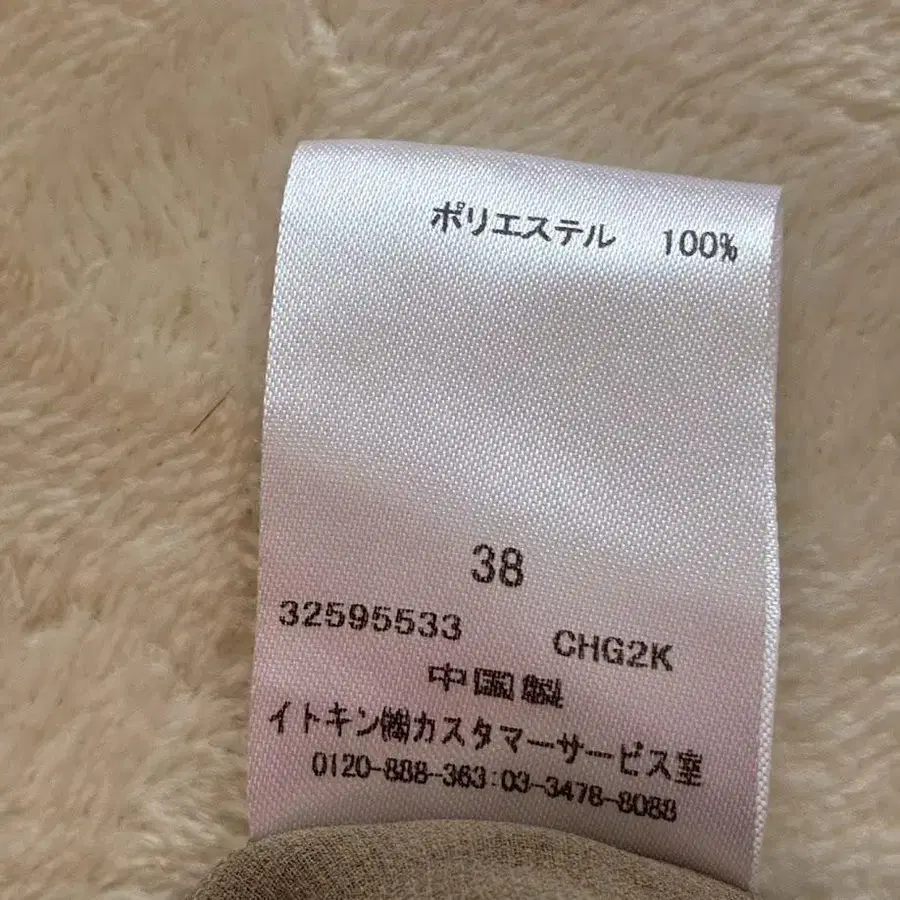 ポリエステル 100%
38
32595533 CHG2K
中国製
イトキン㈱カスタマーサービス室
0120-888-363:03-3478-8088